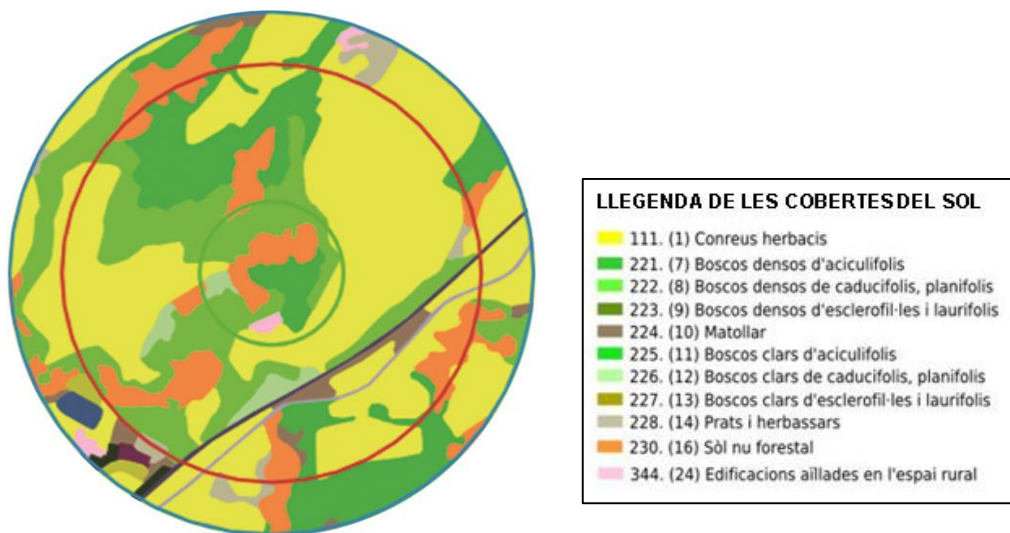 LLEGENDA DE LES COBERTES DEL SOL
111. (1) Conreus herbacis
221. (7) Boscos densos d'aciculifolis
222. (8) Boscos densos de caducifolis, planifolis
223. (9) Boscos densos d'esclerofil·les i laurifolis
224. (10) Matollar
225. (11) Boscos clars d'aciculifolis
226. (12) Boscos clars de caducifolis, planifolis
227. (13) Boscos clars d'esclerofil·les i laurifolis
228. (14) Prats i herbassars
230. (16) Sòl nu forestal
344. (24) Edificacions aïllades en l'espai rural